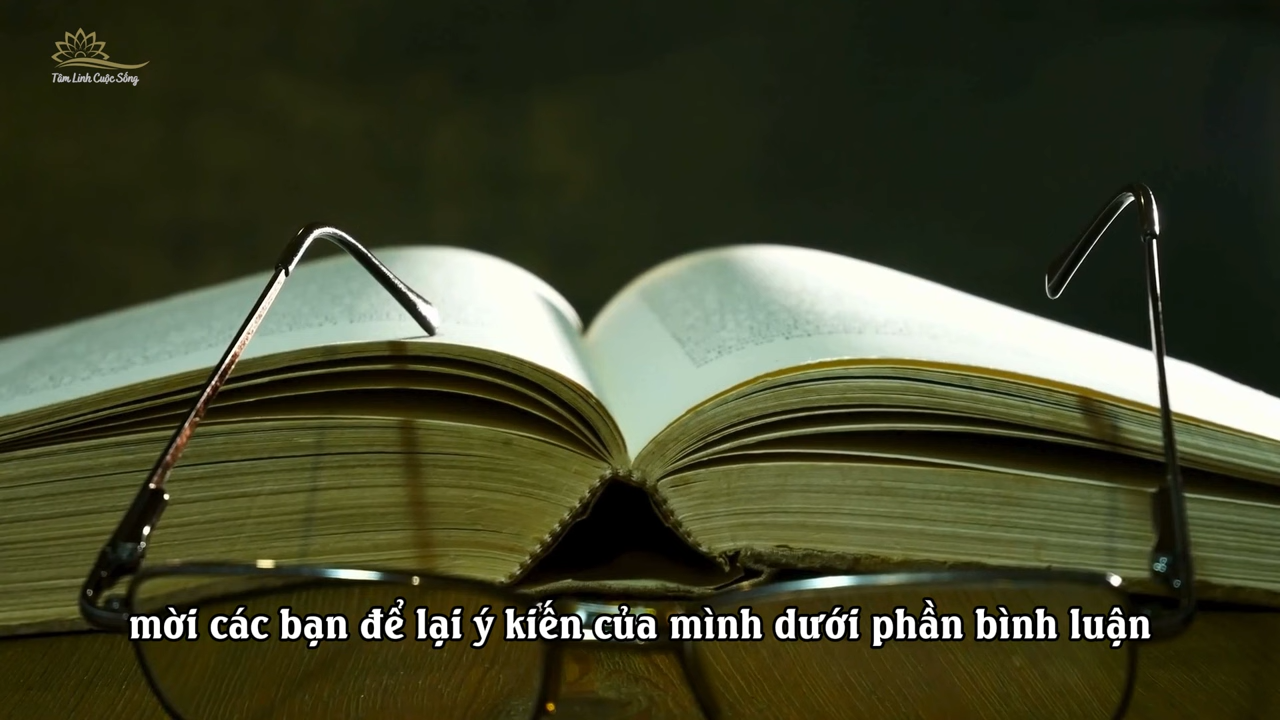 Tâm Linh Cuộc Sống
mời các bạn để lại ý kiến của mình dưới phần bình luận